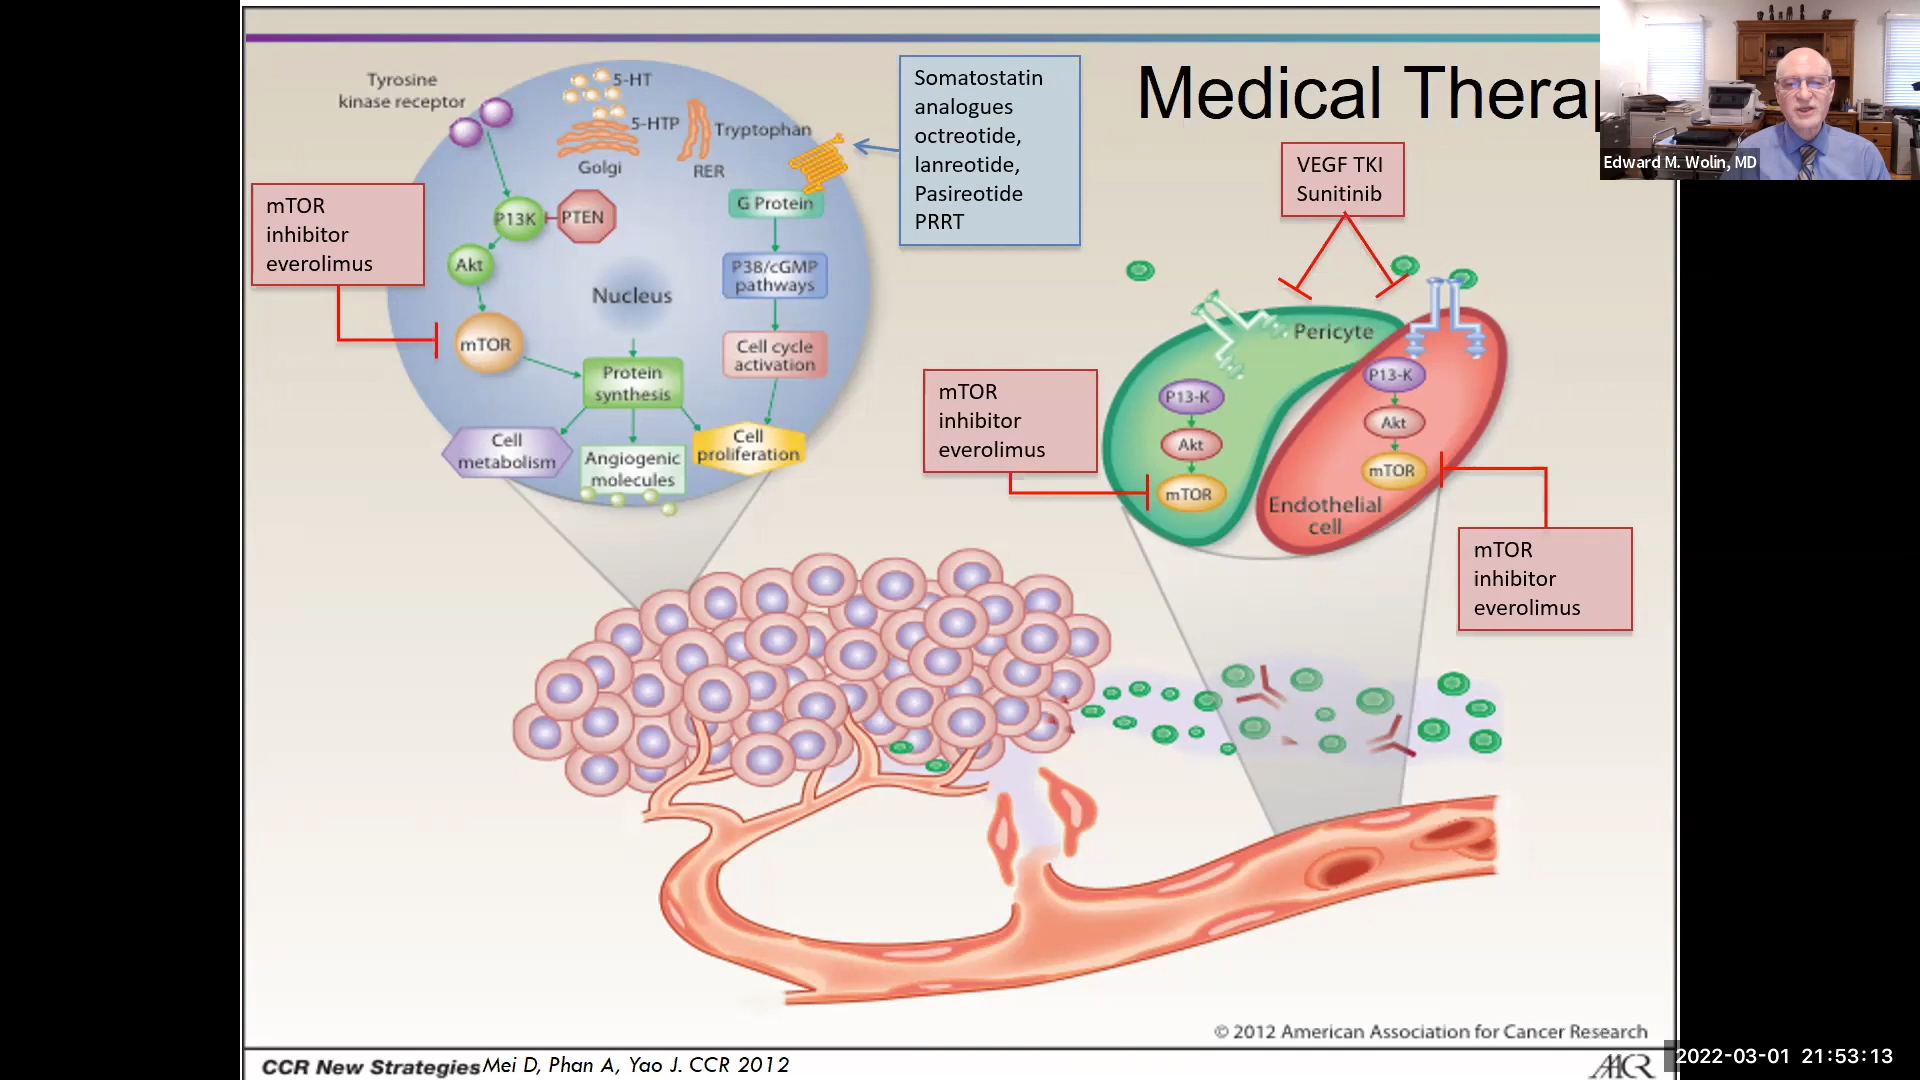 Medical Therap
Edward M. Wolin, MD
Tyrosine
kinase receptor
5-HT
5-HTP
Golgi
Tryptophan
RER
Somatostatin
analogues
octreotide,
lanreotide,
Pasireotide
PRRT
VEGF TKI
Sunitinib
mTOR
inhibitor
everolimus
P13K
PTEN
Akt
mTOR
Nucleus
G Protein
P38/cGMP
pathways
Cell cycle
activation
Protein
synthesis
Cell
metabolism
Angiogenic
molecules
Cell
proliferation
mTOR
inhibitor
everolimus
Pericyte
P13-K
Akt
mTOR
P13-K
Akt
mTOR
Endothelial
cell
mTOR
inhibitor
everolimus
© 2012 American Association for Cancer Research
CCR New Strategies Mei D, Phan A, Yao J. CCR 2012
AACR
2022-03-01 21:53:13